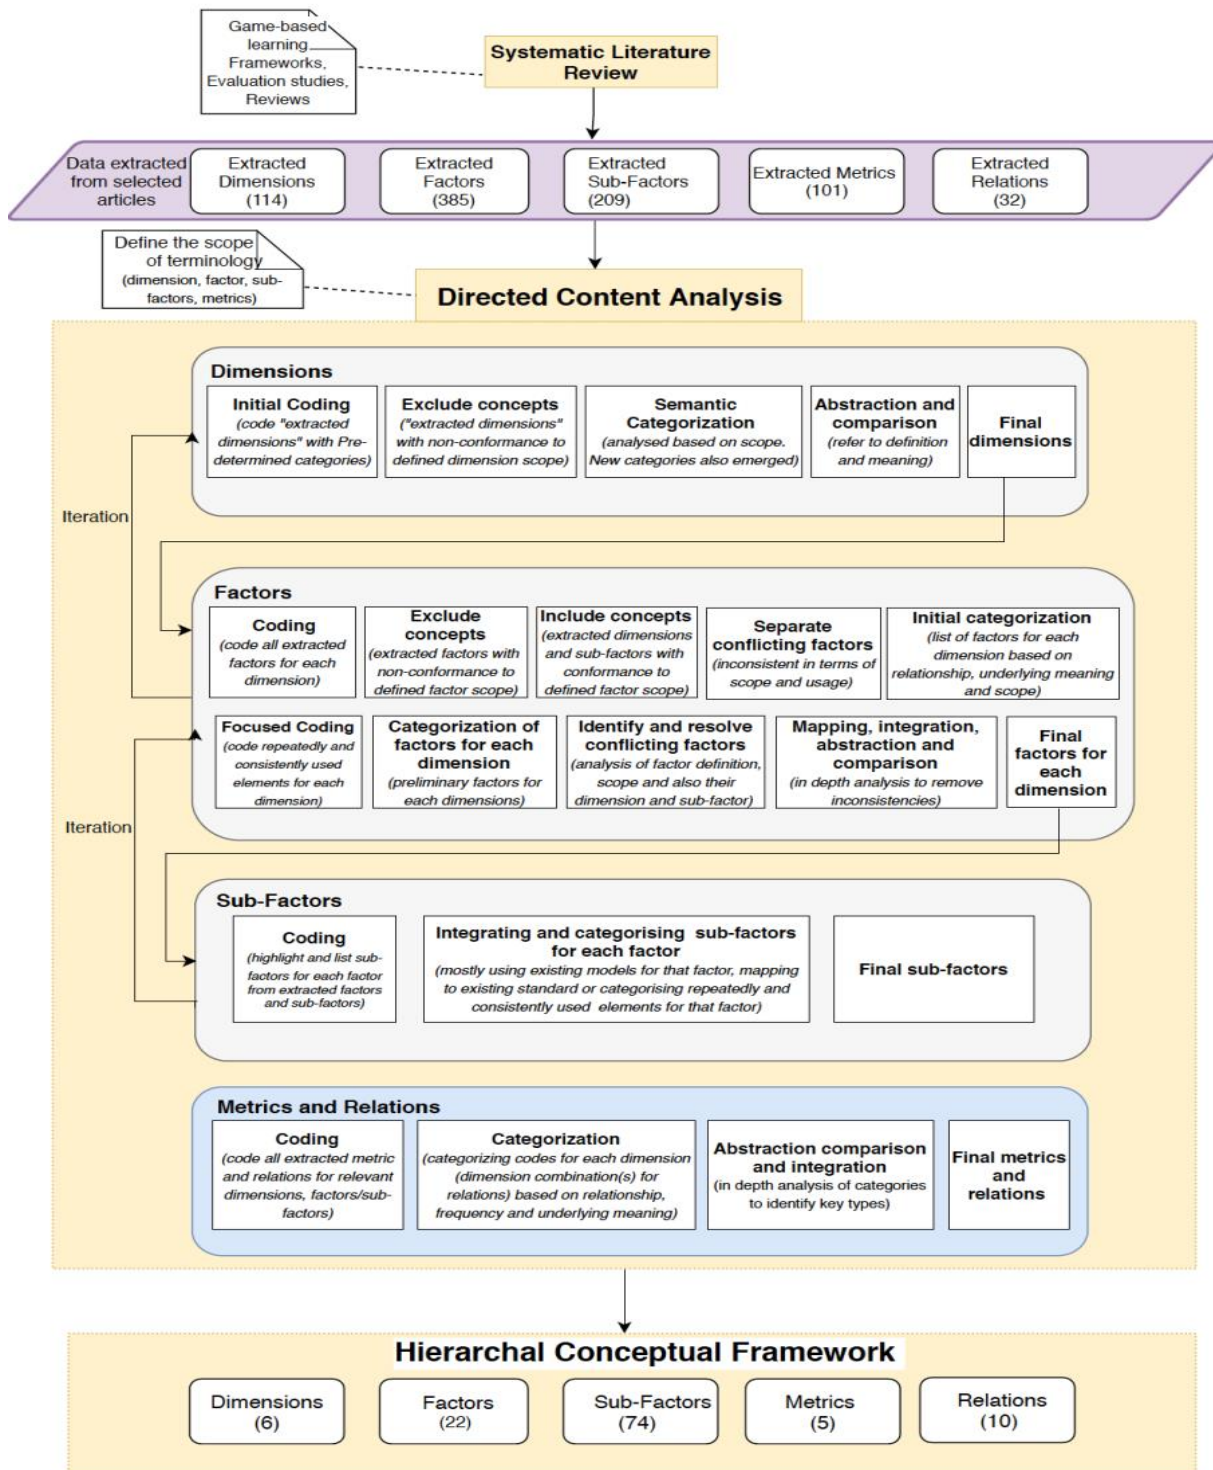 Game-based
learning
Frameworks,
Evaluation studies,
Reviews
Systematic Literature
Review
Data extracted
from selected
articles
Extracted
Dimensions
(114)
Extracted
Factors
(385)
Extracted
Sub-Factors
(209)
Extracted Metrics
(101)
Extracted
Relations
(32)
Define the scope
of terminology
(dimension, factor, sub-
factors, metrics)
Directed Content Analysis
Dimensions
Initial Coding
(code "extracted
dimensions" with Pre-
determined categories)
Exclude concepts
("extracted dimensions"
with non-conformance to
defined dimension scope)
Semantic
Categorization
(analysed based on scope.
New categories also emerged)
Abstraction and
comparison
(refer to definition
and meaning)
Final
dimensions
Iteration
Factors
Coding
(code all extracted
factors for each
dimension)
Exclude
concepts
(extracted factors with
non-conformance to
defined factor scope)
Include concepts
(extracted dimensions
and sub-factors with
conformance to
defined factor scope)
Separate
conflicting factors
(inconsistent in terms of
scope and usage)
Initial categorization
(list of factors for each
dimension based on
relationship, underlying meaning
and scope)
Focused Coding
(code repeatedly and
consistently used
elements for each
dimension)
Categorization of
factors for each
dimension
(preliminary factors for
each dimensions)
Identify and resolve
conflicting factors
(analysis of factor definition,
scope and also their
dimension and sub-factor)
Mapping, integration,
abstraction and
comparison
(in depth analysis to remove
inconsistencies)
Final
factors for
each
dimension
Iteration
Sub-Factors
Coding
(highlight and list sub-
factors for each factor
from extracted factors
and sub-factors)
Integrating and categorising sub-factors
for each factor
(mostly using existing models for that factor, mapping
to existing standard or categorising repeatedly and
consistently used elements for that factor)
Final sub-factors
Metrics and Relations
Coding
(code all extracted metric
and relations for relevant
dimensions, factors/sub-
factors)
Categorization
(categorizing codes for each dimension
(dimension combination(s) for
relations) based on relationship,
frequency and underlying meaning)
Abstraction comparison
and integration
(in depth analysis of categories
to identify key types)
Final metrics
and
relations
Hierarchal Conceptual Framework
Dimensions
(6)
Factors
(22)
Sub-Factors
(74)
Metrics
(5)
Relations
(10)